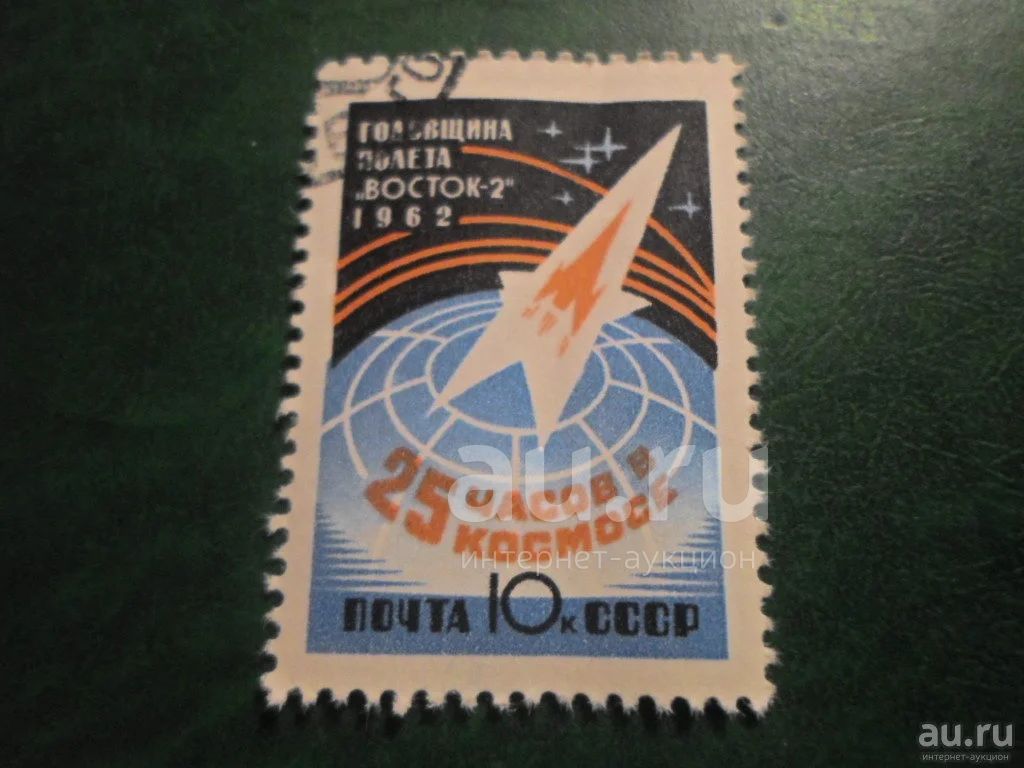 ГОДОВЩИНА
ПОЛЕТА
„ВОСТОК-2"
1962
25 ЧАСОВ В
КОСМОСЕ
ПОЧТА 10к СССР
au.ru
интернет-аукцион
au.ru
интернет-аукцион